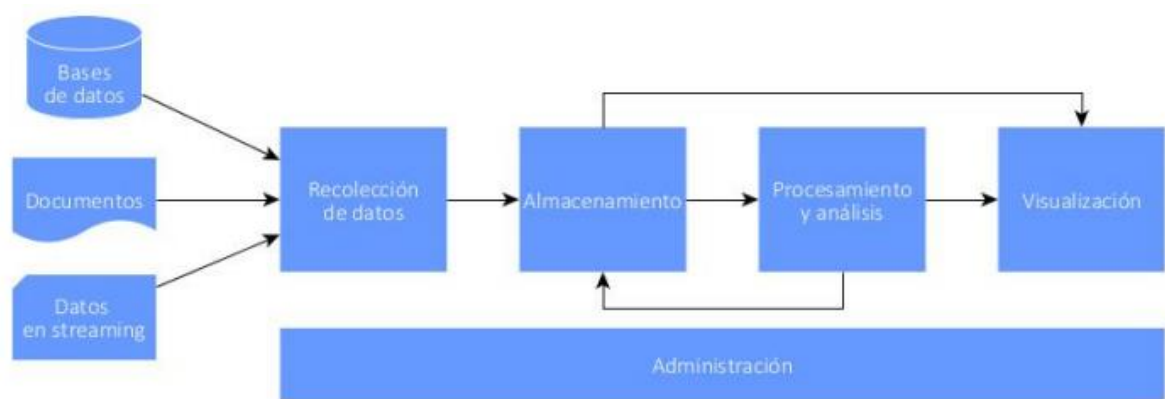 Bases
de datos
Documentos
Datos
en streaming
Recolección
de datos
Almacenamiento
Procesamiento
y análisis
Visualización
Administración